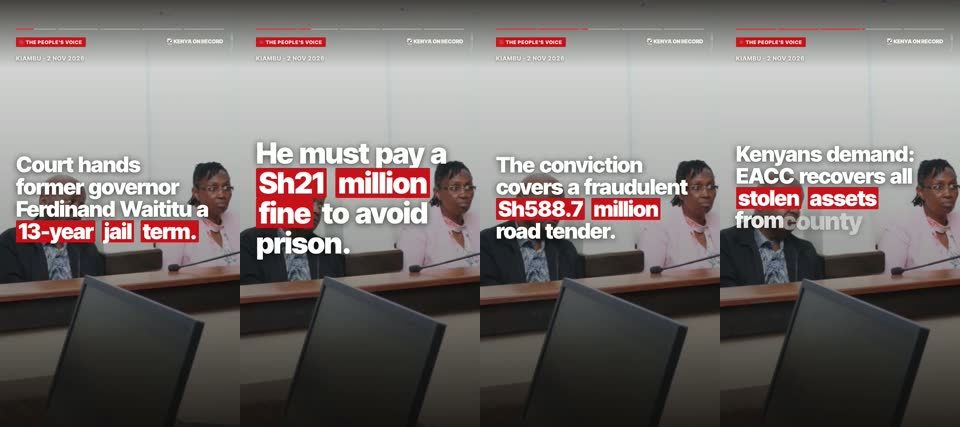 THE PEOPLE'S VOICE
KENYA ON RECORD
KIAMBU - 2 NOV 2026
Court hands
former governor
Ferdinand Waititu a
13-year jail term.
THE PEOPLE'S VOICE
KENYA ON RECORD
KIAMBU - 2 NOV 2026
He must pay a
Sh21 million
fine to avoid
prison.
THE PEOPLE'S VOICE
KENYA ON RECORD
KIAMBU - 2 NOV 2026
The conviction
covers a fraudulent
Sh588.7 million
road tender.
THE PEOPLE'S VOICE
KENYA ON RECORD
KIAMBU - 2 NOV 2026
Kenyans demand:
EACC recovers all
stolen assets
from county